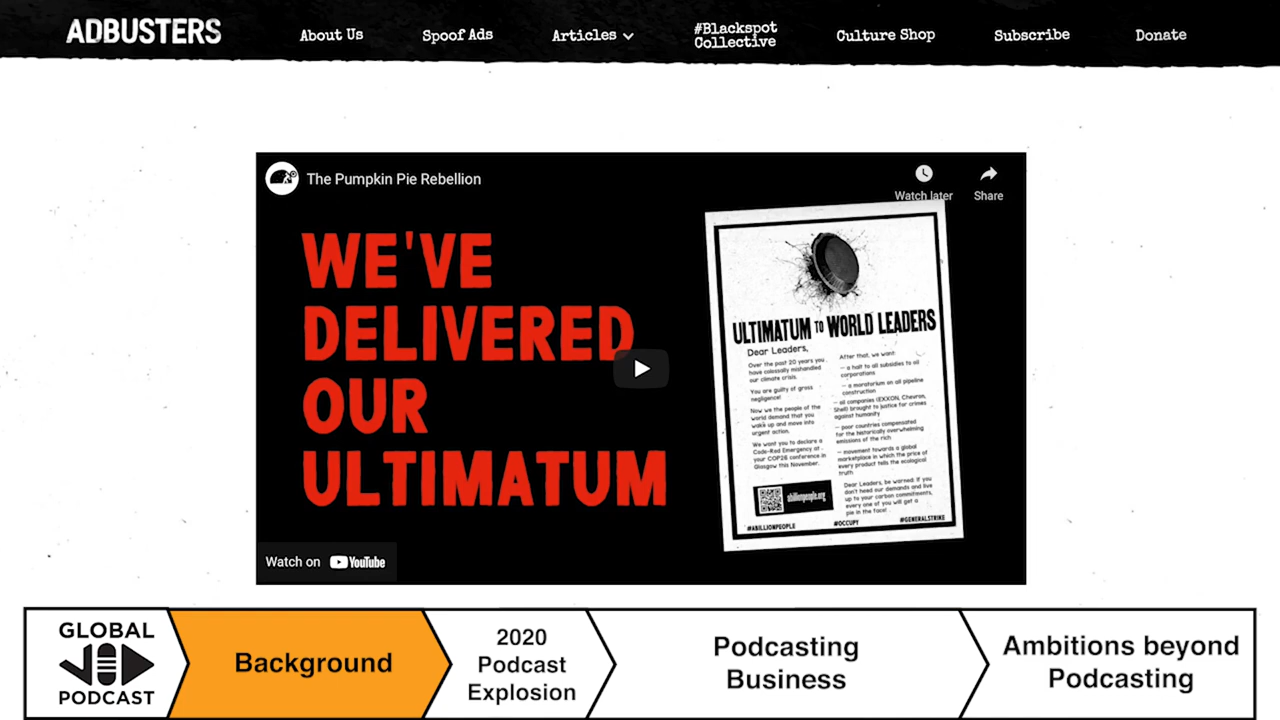 ADBUSTERS
About Us
Spoof Ads
Articles
#Blackspot
Collective
Culture Shop
Subscribe
Donate
The Pumpkin Pie Rebellion
Watch later
Share
WE'VE
DELIVERED
OUR
ULTIMATUM
ULTIMATUM TO WORLD LEADERS
Dear Leaders,
Over the past 20 years you
have colossally mishandled
our climate crisis.
You are guilty of gross
negligence!
Now we the people of the
world demand that you
wake up and move into
urgent action.
We want you to declare a
Code-Red Emergency at
your COP26 conference in
Glasgow this November.
After that, we want:
— a halt to all subsidies to oil
corporations
— a moratorium on all pipeline
construction
— oil companies (EXXON, Chevron,
Shell) brought to justice for crimes
against humanity
— poor countries compensated
for the historically overwhelming
emissions of the rich
— movement towards a global
marketplace in which the price of
every product tells the ecological
truth
Dear Leaders, be warned: if you
don't heed our demands and live
up to your carbon commitments,
every one of you will get a
pie in the face!
abillionpeople.org
#ABILLIONPEOPLE
#OCCUPY
#GENERALSTRIKE
Watch on YouTube
GLOBAL
PODCAST
Background
2020
Podcast
Explosion
Podcasting
Business
Ambitions beyond
Podcasting